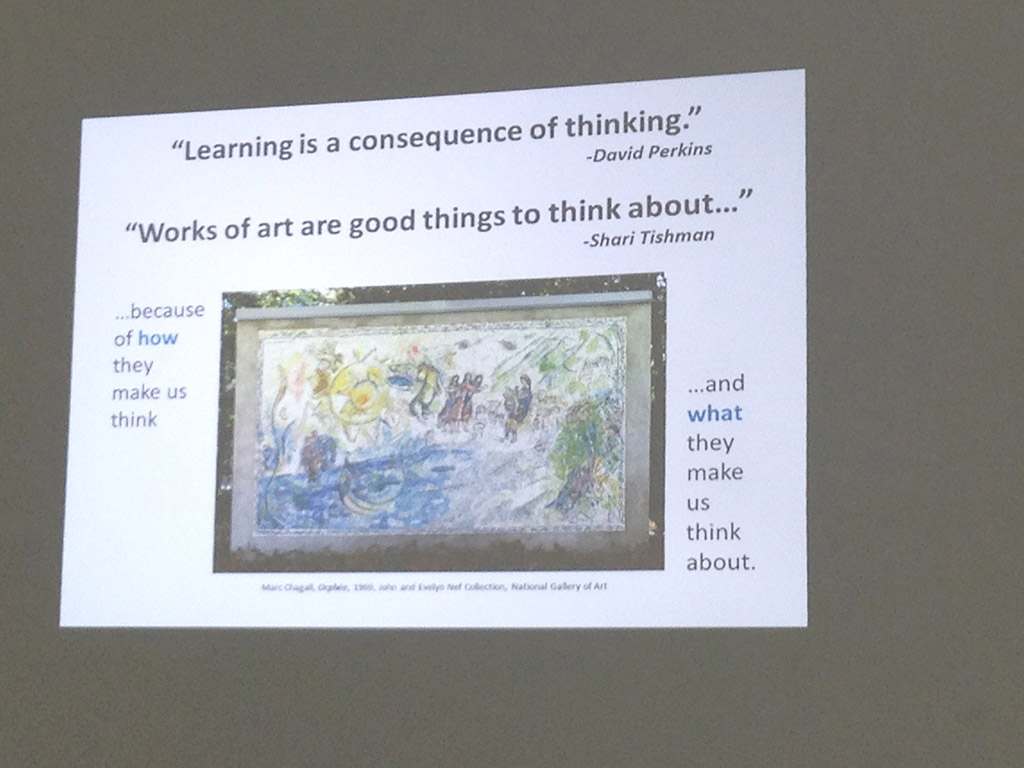 “Learning is a consequence of thinking.”
-David Perkins
“Works of art are good things to think about...”
-Shari Tishman
...because
of how
they
make us
think
...and
what
they
make
us
think
about.
Marc Chagall, Orphée, 1969, John and Evelyn Nef Collection, National Gallery of Art